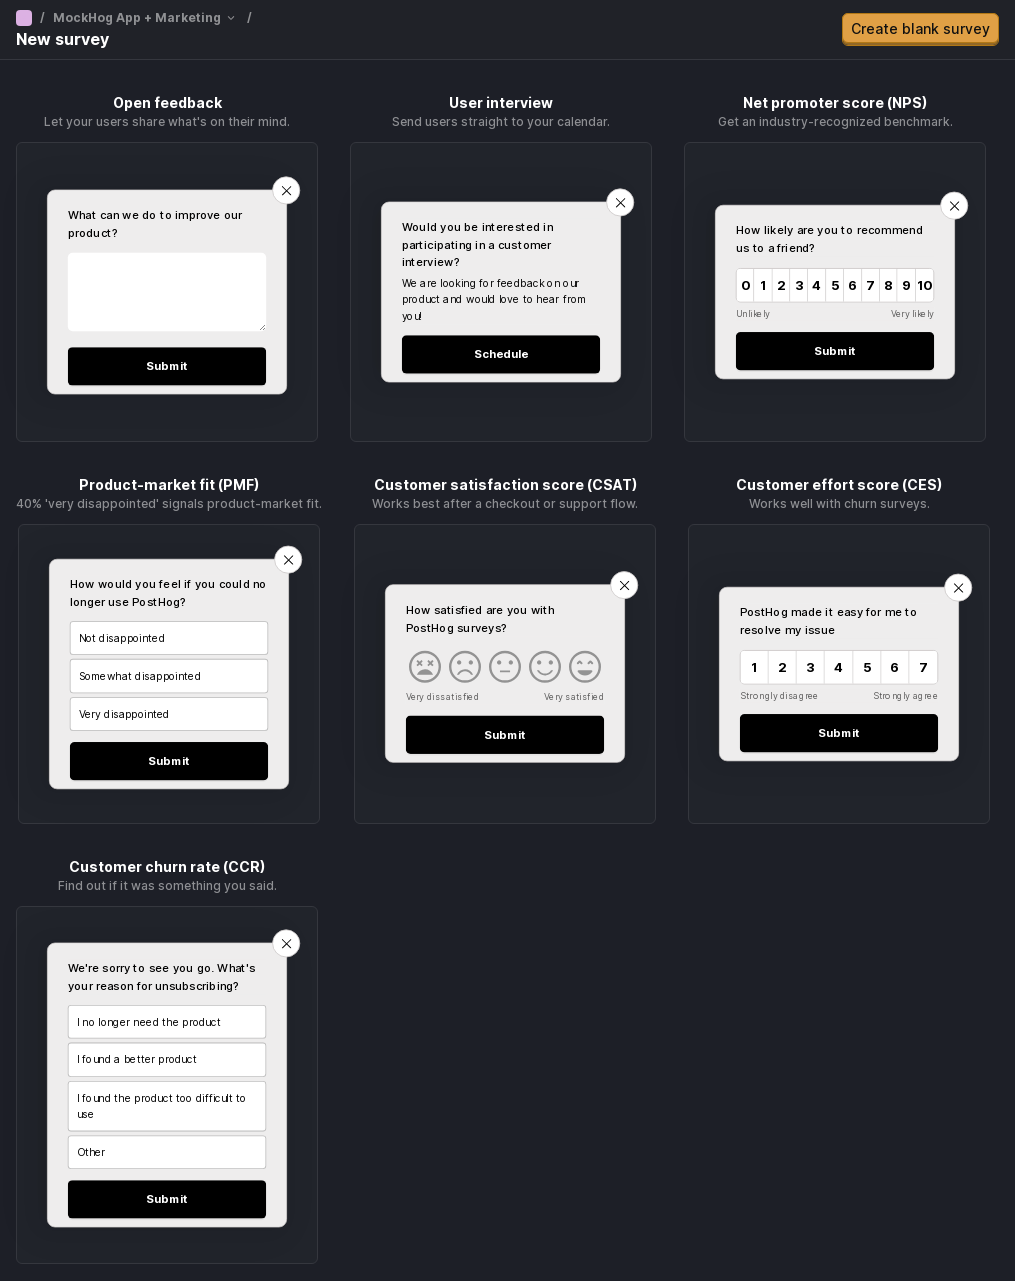 / MockHog App + Marketing /
New survey
Create blank survey
Open feedback
Let your users share what's on their mind.
What can we do to improve our
product?
Submit
User interview
Send users straight to your calendar.
Would you be interested in
participating in a customer
interview?
We are looking for feedback on our
product and would love to hear from
you!
Schedule
Net promoter score (NPS)
Get an industry-recognized benchmark.
How likely are you to recommend
us to a friend?
0 1 2 3 4 5 6 7 8 9 10
Unlikely Very likely
Submit
Product-market fit (PMF)
40% 'very disappointed' signals product-market fit.
How would you feel if you could no
longer use PostHog?
Not disappointed
Somewhat disappointed
Very disappointed
Submit
Customer satisfaction score (CSAT)
Works best after a checkout or support flow.
How satisfied are you with
PostHog surveys?
Very dissatisfied Very satisfied
Submit
Customer effort score (CES)
Works well with churn surveys.
PostHog made it easy for me to
resolve my issue
1 2 3 4 5 6 7
Strongly disagree Strongly agree
Submit
Customer churn rate (CCR)
Find out if it was something you said.
We're sorry to see you go. What's
your reason for unsubscribing?
I no longer need the product
I found a better product
I found the product too difficult to
use
Other
Submit